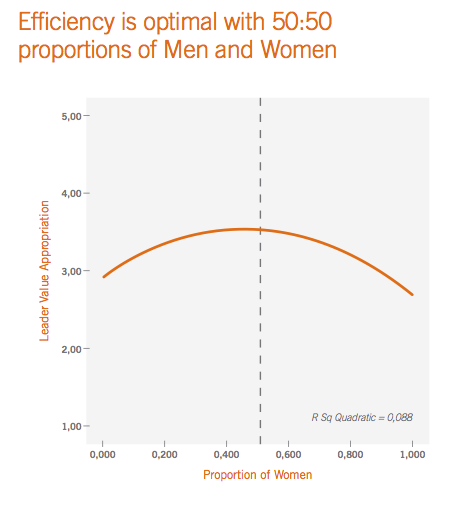 Efficiency is optimal with 50:50
proportions of Men and Women
5,00
4,00
3,00
2,00
1,00
Leader Value Appropriation
R Sq Quadratic = 0,088
0,000 0,200 0,400 0,600 0,800 1,000
Proportion of Women